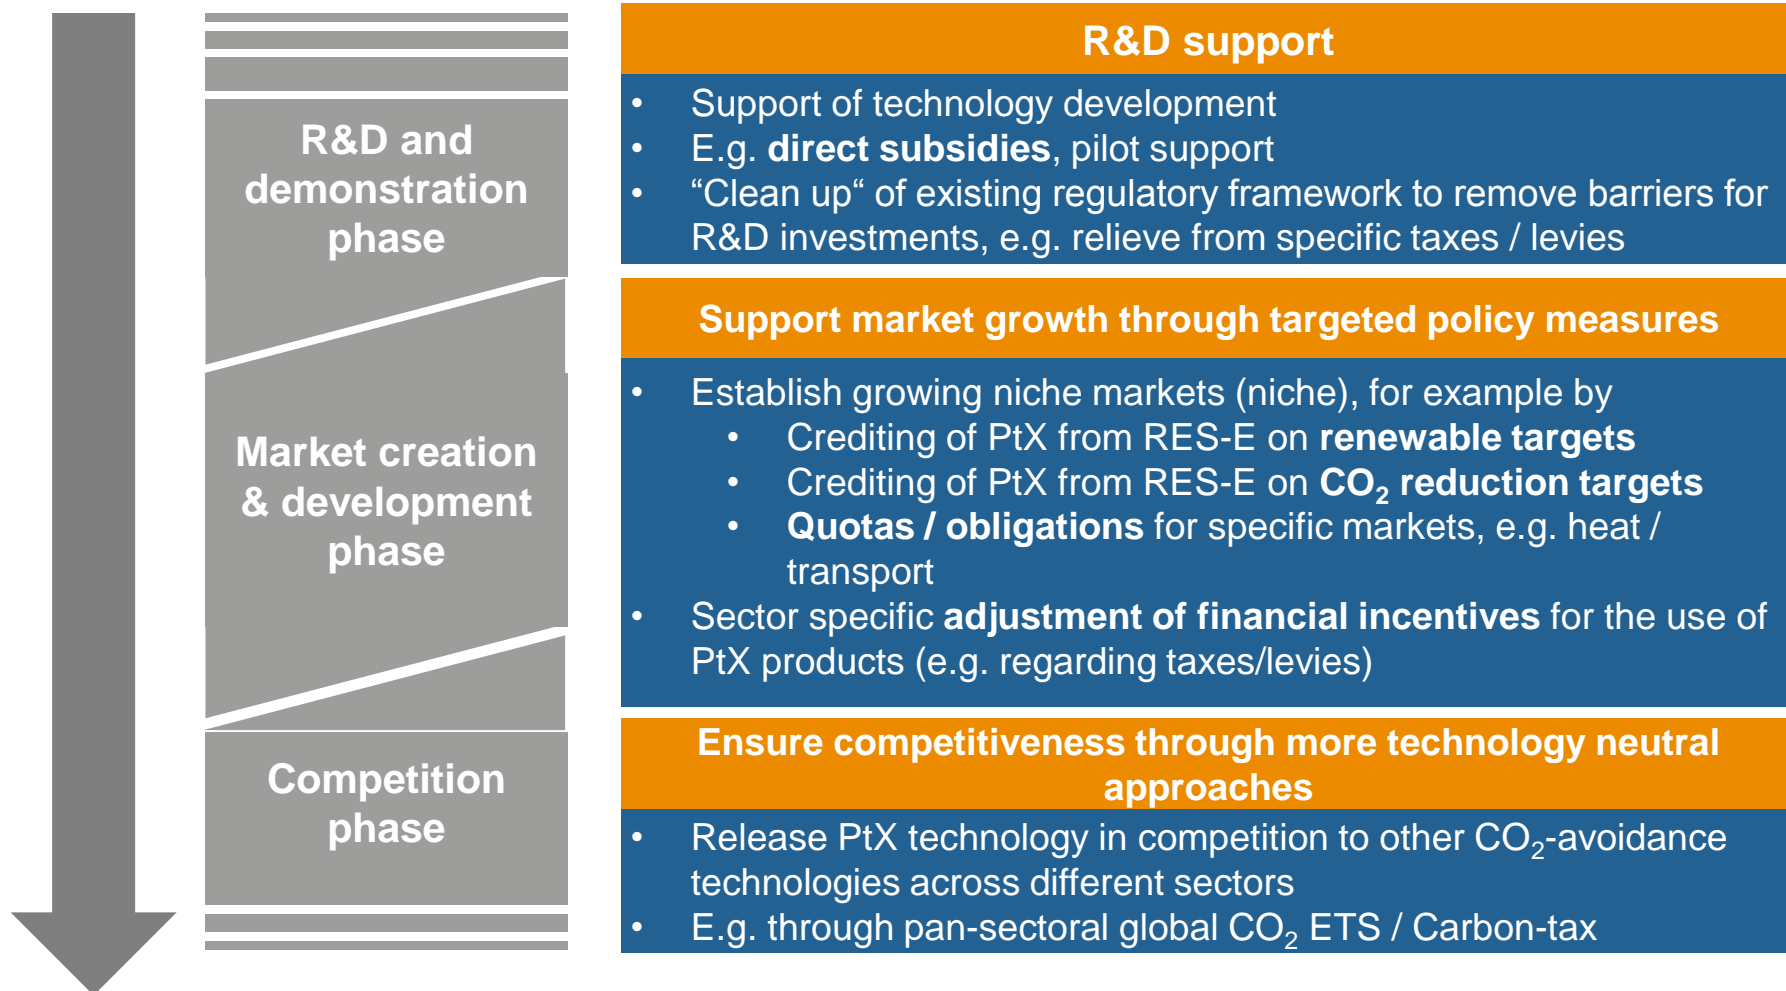 R&D and
demonstration
phase
R&D support
• Support of technology development
• E.g. direct subsidies, pilot support
• “Clean up“ of existing regulatory framework to remove barriers for
R&D investments, e.g. relieve from specific taxes / levies
Market creation
& development
phase
Support market growth through targeted policy measures
• Establish growing niche markets (niche), for example by
• Crediting of PtX from RES-E on renewable targets
• Crediting of PtX from RES-E on CO₂ reduction targets
• Quotas / obligations for specific markets, e.g. heat /
transport
• Sector specific adjustment of financial incentives for the use of
PtX products (e.g. regarding taxes/levies)
Competition
phase
Ensure competitiveness through more technology neutral
approaches
• Release PtX technology in competition to other CO₂-avoidance
technologies across different sectors
• E.g. through pan-sectoral global CO₂ ETS / Carbon-tax